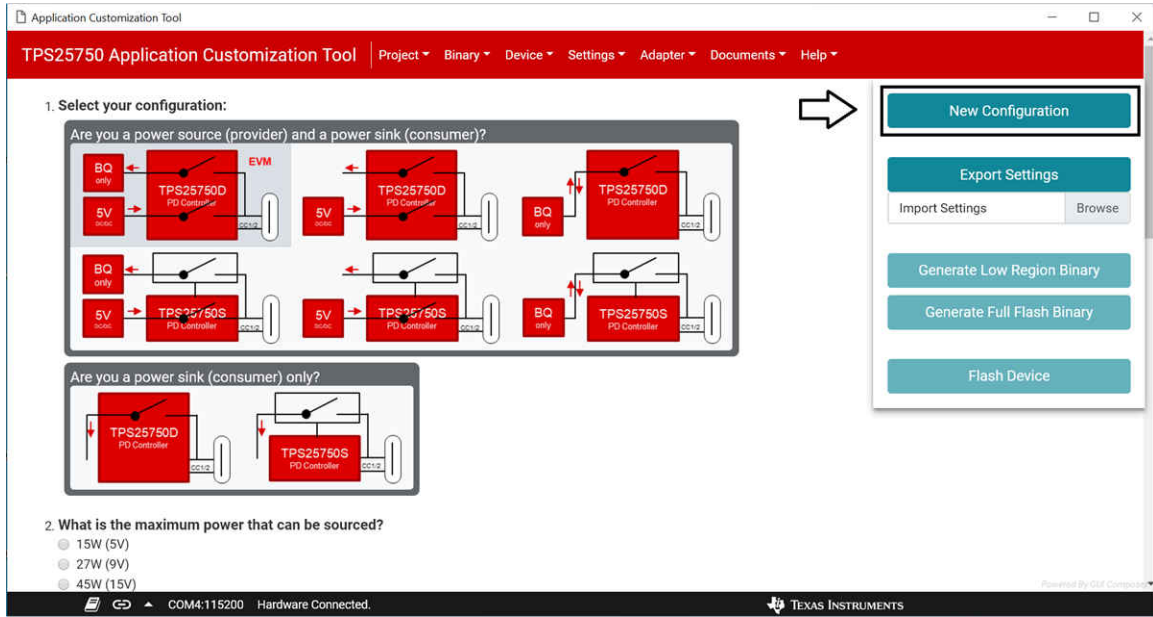 Application Customization Tool
TPS25750 Application Customization Tool
Project Binary Device Settings Adapter Documents Help
1. Select your configuration:
Are you a power source (provider) and a power sink (consumer)?
BQ
only
5V
DC/DC
TPS25750D
PD Controller
EVM
CC1/2
5V
DC/DC
TPS25750D
PD Controller
CC1/2
BQ
only
TPS25750D
PD Controller
CC1/2
BQ
only
5V
DC/DC
TPS25750S
PD Controller
CC1/2
5V
DC/DC
TPS25750S
PD Controller
CC1/2
BQ
only
TPS25750S
PD Controller
CC1/2
Are you a power sink (consumer) only?
TPS25750D
PD Controller
CC1/2
TPS25750S
PD Controller
CC1/2
2. What is the maximum power that can be sourced?
15W (5V)
27W (9V)
45W (15V)
New Configuration
Export Settings
Import Settings Browse
Generate Low Region Binary
Generate Full Flash Binary
Flash Device
Powered By GUI Composer
COM4:115200 Hardware Connected.
TEXAS INSTRUMENTS